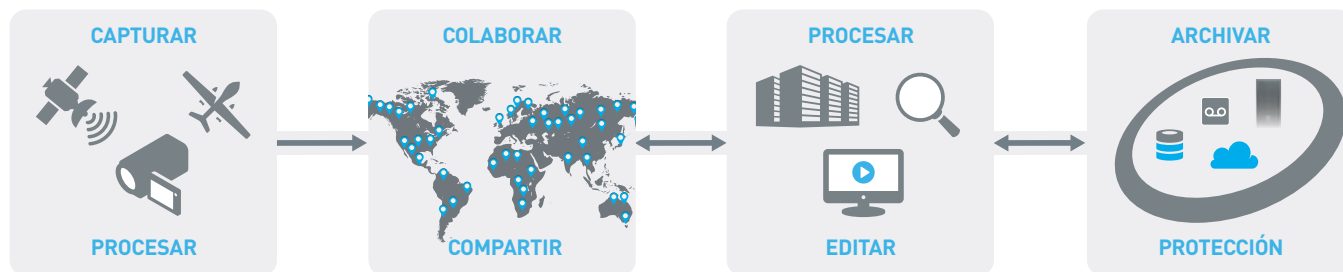 CAPTURAR
PROCESAR
COLABORAR
COMPARTIR
PROCESAR
EDITAR
ARCHIVAR
PROTECCIÓN